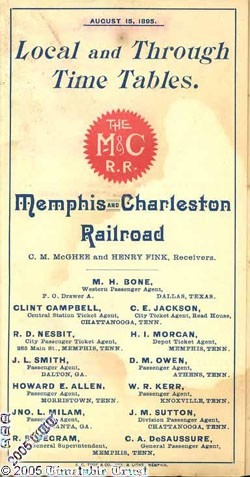 AUGUST 15, 1895.
Local and Through
Time Tables.
THE
M&C
R.R.
Memphis AND Charleston
Railroad
C. M. McGHEE and HENRY FINK, Receivers.
M. H. BONE,
Western Passenger Agent,
P. O. Drawer A. DALLAS, TEXAS.
CLINT CAMPBELL,
Central Station Ticket Agent,
CHATTANOOGA, TENN.
C. E. JACKSON,
City Ticket Agent, Read House,
CHATTANOOGA, TENN.
R. D. NESBIT,
City Passenger Ticket Agent,
Main St., MEMPHIS, TENN.
H. I. MORGAN,
Depot Ticket Agent,
MEMPHIS, TENN.
J. L. SMITH,
Passenger Agent,
DALTON, GA.
D. M. OWEN,
Passenger Agent,
ATHENS, TENN.
HOWARD E. ALLEN,
Passenger Agent,
MORRISTOWN, TENN.
W. R. KERR,
Passenger Agent,
KNOXVILLE, TENN.
JNO. L. MILAM,
Passenger Agent,
ATLANTA, GA.
J. M. SUTTON,
Division Passenger Agent,
CHATTANOOGA, TENN.
General Superintendent,
C. A. DeSAUSSURE,
General Passenger Agent,
MEMPHIS, TENN.
© 2005